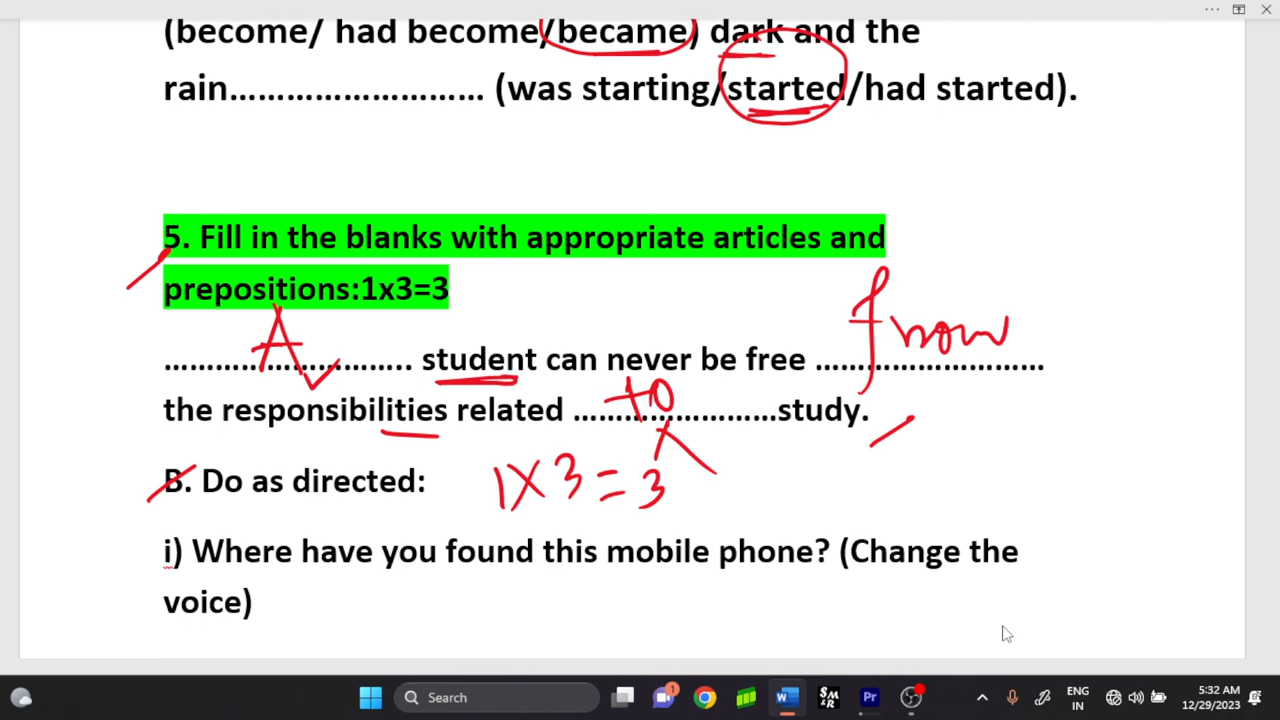 (become/ had become/became) dark and the
rain……………………… (was starting/started/had started).
5. Fill in the blanks with appropriate articles and
prepositions:1x3=3
A from
…………………….. student can never be free ……………………
to
the responsibilities related …………………study.
B. Do as directed: 1X3=3
i) Where have you found this mobile phone? (Change the
voice)
Search
1
ENG
IN
5:32 AM
12/29/2023